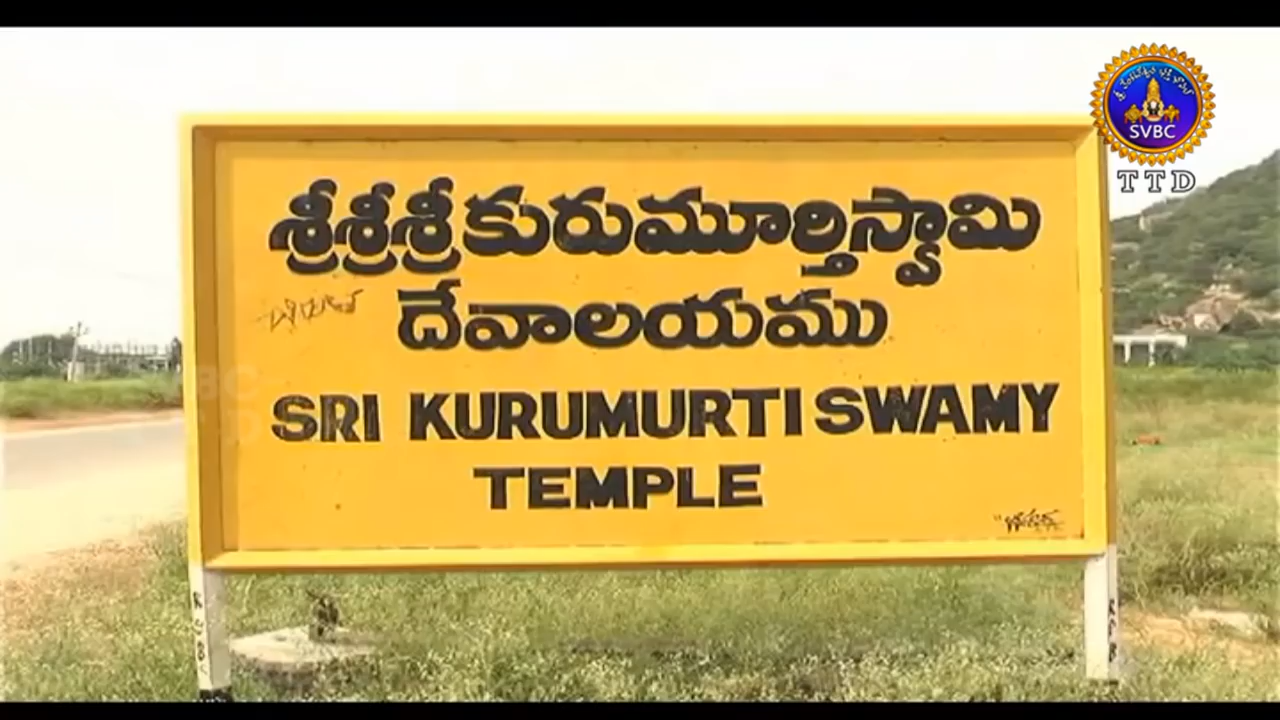 SVBC
TTD
శ్రీశ్రీశ్రీకురుమూర్తిస్వామి
దేవాలయము
SRI KURUMURTI SWAMY
TEMPLE